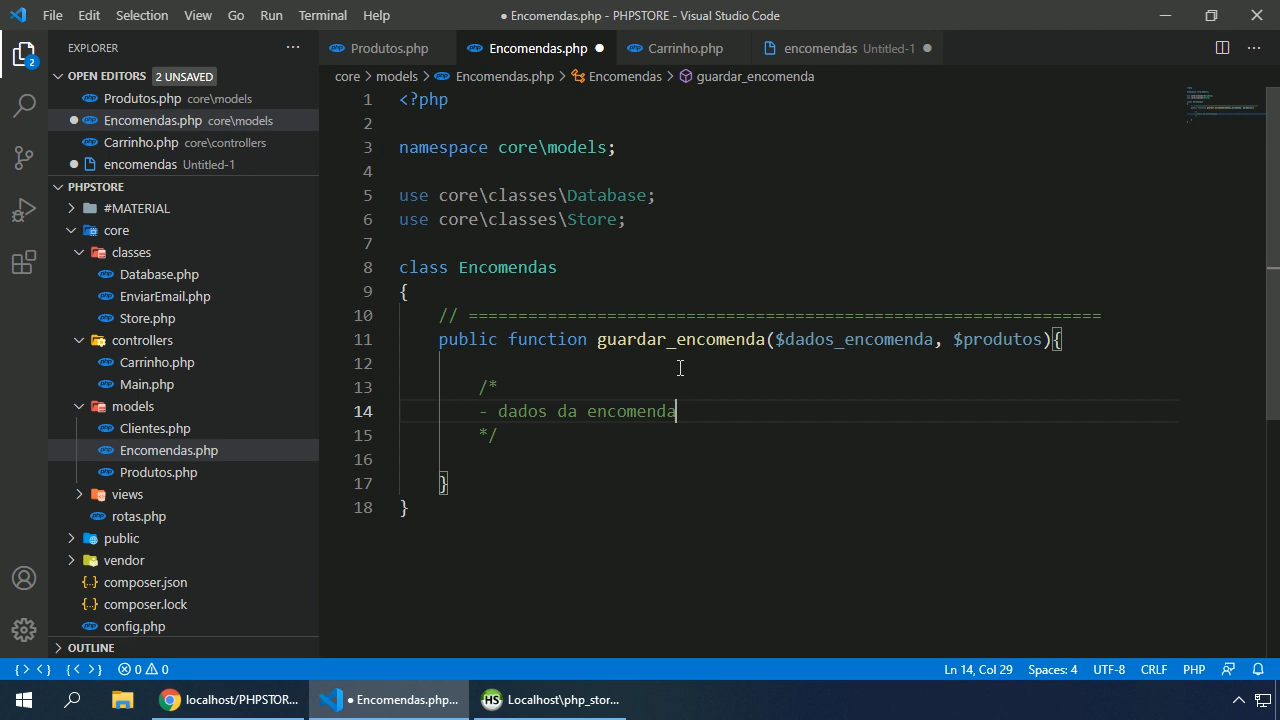 File Edit Selection View Go Run Terminal Help
● Encomendas.php - PHPSTORE - Visual Studio Code
EXPLORER
Produtos.php
Encomendas.php
Carrinho.php
encomendas Untitled-1
OPEN EDITORS 2 UNSAVED
Produtos.php core\models
Encomendas.php core\models
Carrinho.php core\controllers
encomendas Untitled-1
PHPSTORE
#MATERIAL
core
classes
Database.php
EnviarEmail.php
Store.php
controllers
Carrinho.php
Main.php
models
Clientes.php
Encomendas.php
Produtos.php
views
rotas.php
public
vendor
composer.json
composer.lock
config.php
OUTLINE
2
core > models > Encomendas.php > Encomendas > guardar_encomenda
1 <?php
2
3 namespace core\models;
4
5 use core\classes\Database;
6 use core\classes\Store;
7
8 class Encomendas
9 {
10 // ================================================================
11 public function guardar_encomenda($dados_encomenda, $produtos){
12
13 /*
14 - dados da encomenda
15 */
16
17 }
18 }
0 0
Ln 14, Col 29 Spaces: 4 UTF-8 CRLF PHP
localhost/PHPSTOR...
● Encomendas.php...
HS Localhost\php_stor...